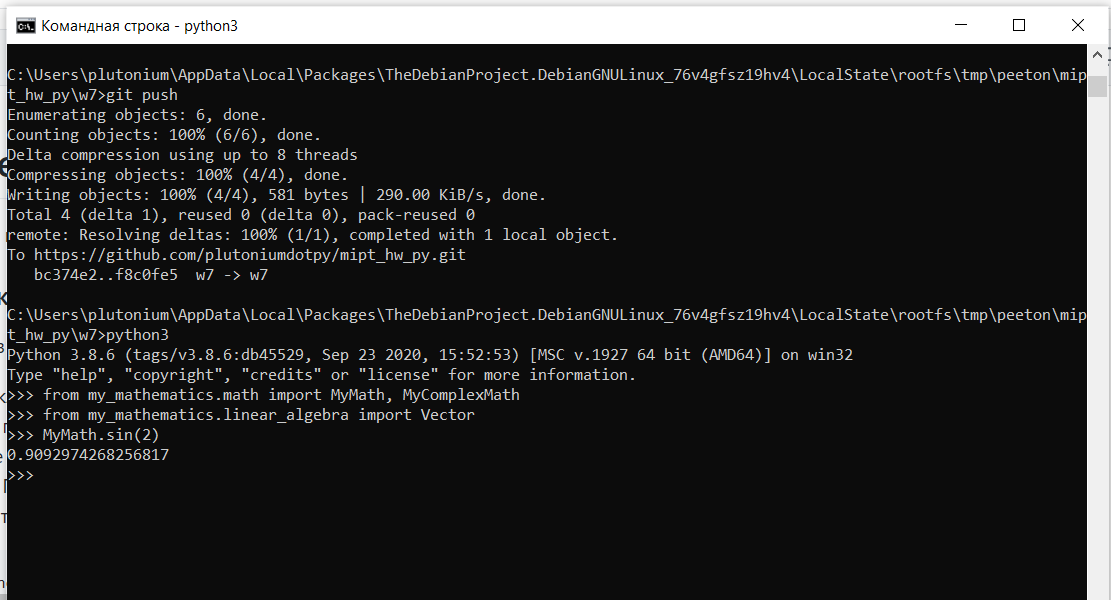 Командная строка - python3
C:\Users\plutonium\AppData\Local\Packages\TheDebianProject.DebianGNULinux_76v4gfsz19hv4\LocalState\rootfs\tmp\peeton\mip
t_hw_py\w7>git push
Enumerating objects: 6, done.
Counting objects: 100% (6/6), done.
Delta compression using up to 8 threads
Compressing objects: 100% (4/4), done.
Writing objects: 100% (4/4), 581 bytes | 290.00 KiB/s, done.
Total 4 (delta 1), reused 0 (delta 0), pack-reused 0
remote: Resolving deltas: 100% (1/1), completed with 1 local object.
To https://github.com/plutoniumdotpy/mipt_hw_py.git
   bc374e2..f8c0fe5  w7 -> w7
C:\Users\plutonium\AppData\Local\Packages\TheDebianProject.DebianGNULinux_76v4gfsz19hv4\LocalState\rootfs\tmp\peeton\mip
t_hw_py\w7>python3
Python 3.8.6 (tags/v3.8.6:db45529, Sep 23 2020, 15:52:53) [MSC v.1927 64 bit (AMD64)] on win32
Type "help", "copyright", "credits" or "license" for more information.
>>> from my_mathematics.math import MyMath, MyComplexMath
>>> from my_mathematics.linear_algebra import Vector
>>> MyMath.sin(2)
0.9092974268256817
>>>